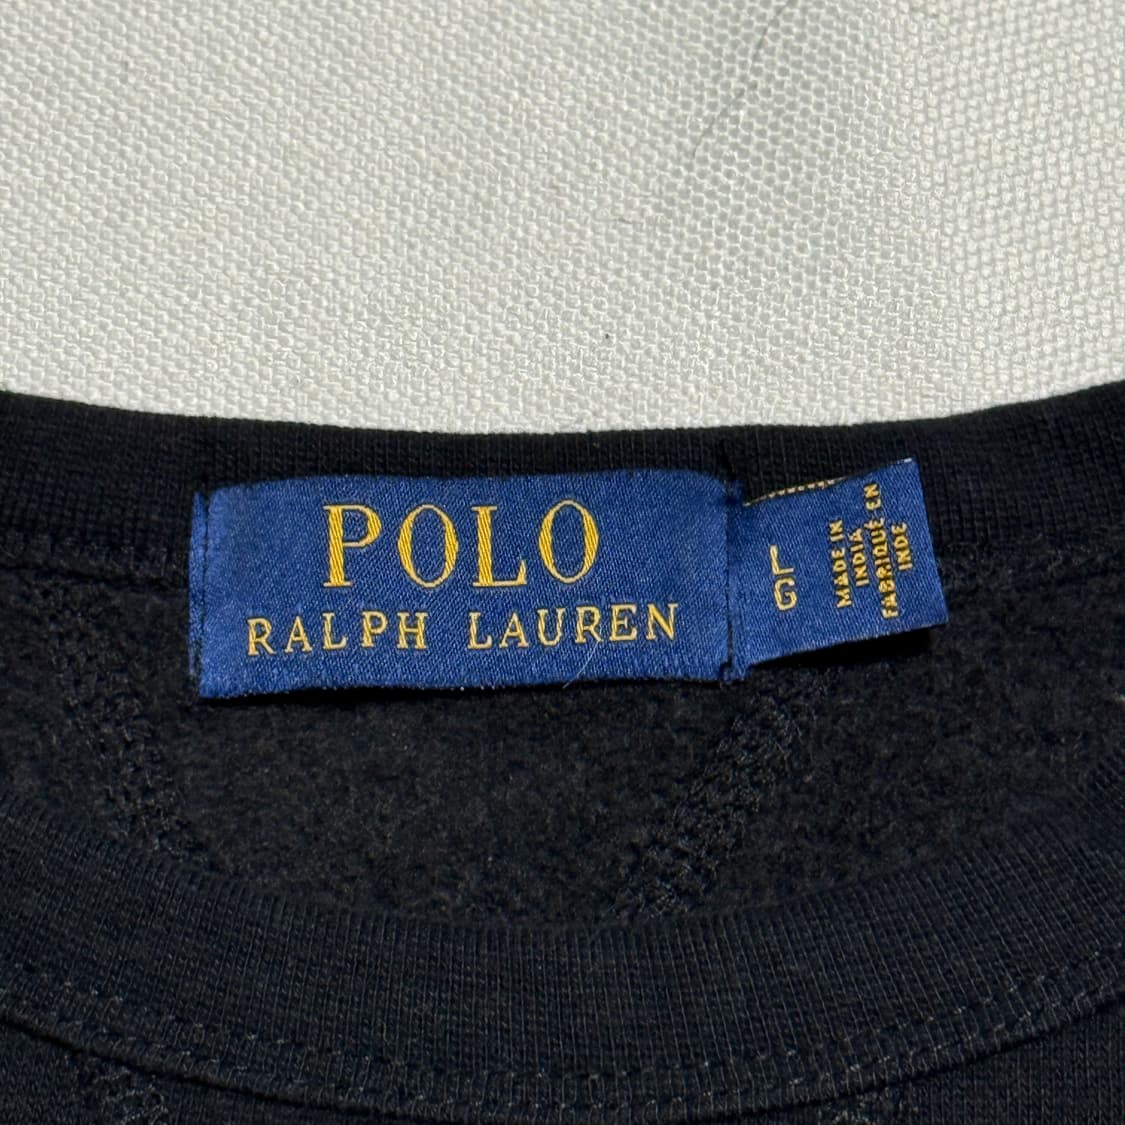 POLO
RALPH LAUREN
L
G
MADE IN
INDIA
FABRIQUÉ EN
INDE